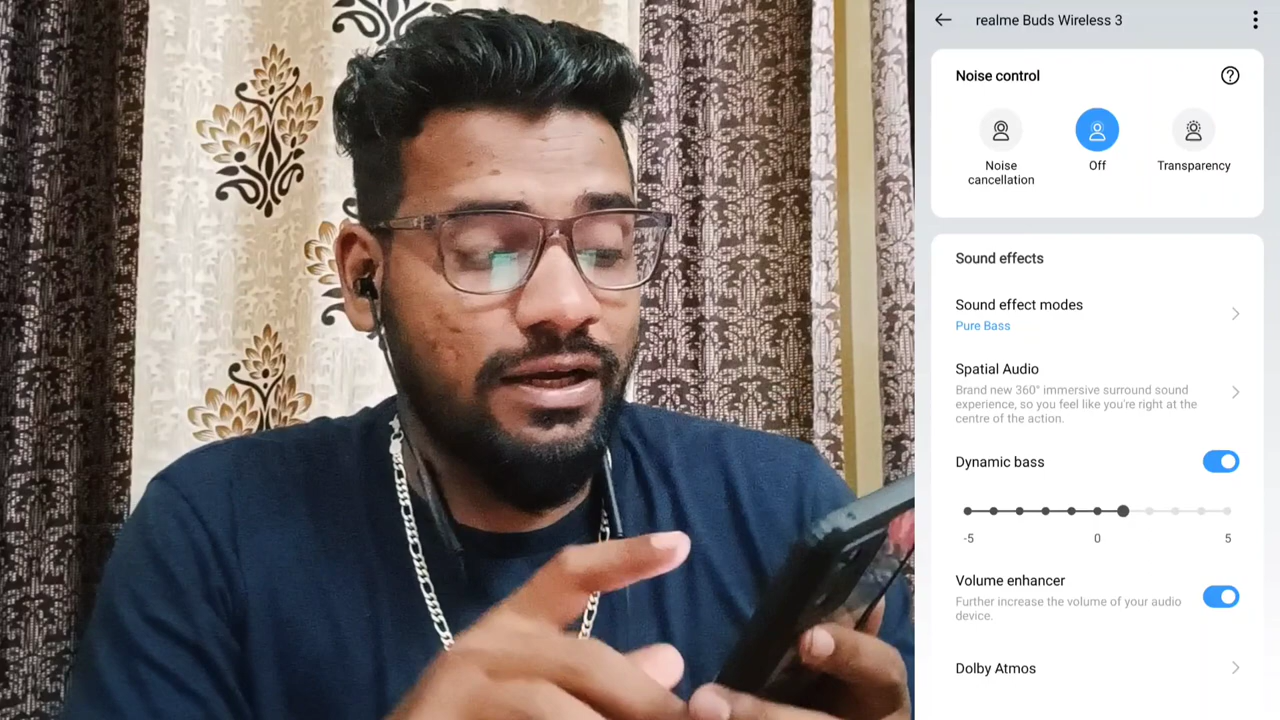 realme Buds Wireless 3
Noise control
Noise
cancellation
Off
Transparency
Sound effects
Sound effect modes
Pure Bass
Spatial Audio
Brand new 360° immersive surround sound
experience, so you feel like you're right at the
centre of the action.
Dynamic bass
-5
0
5
Volume enhancer
Further increase the volume of your audio
device.
Dolby Atmos